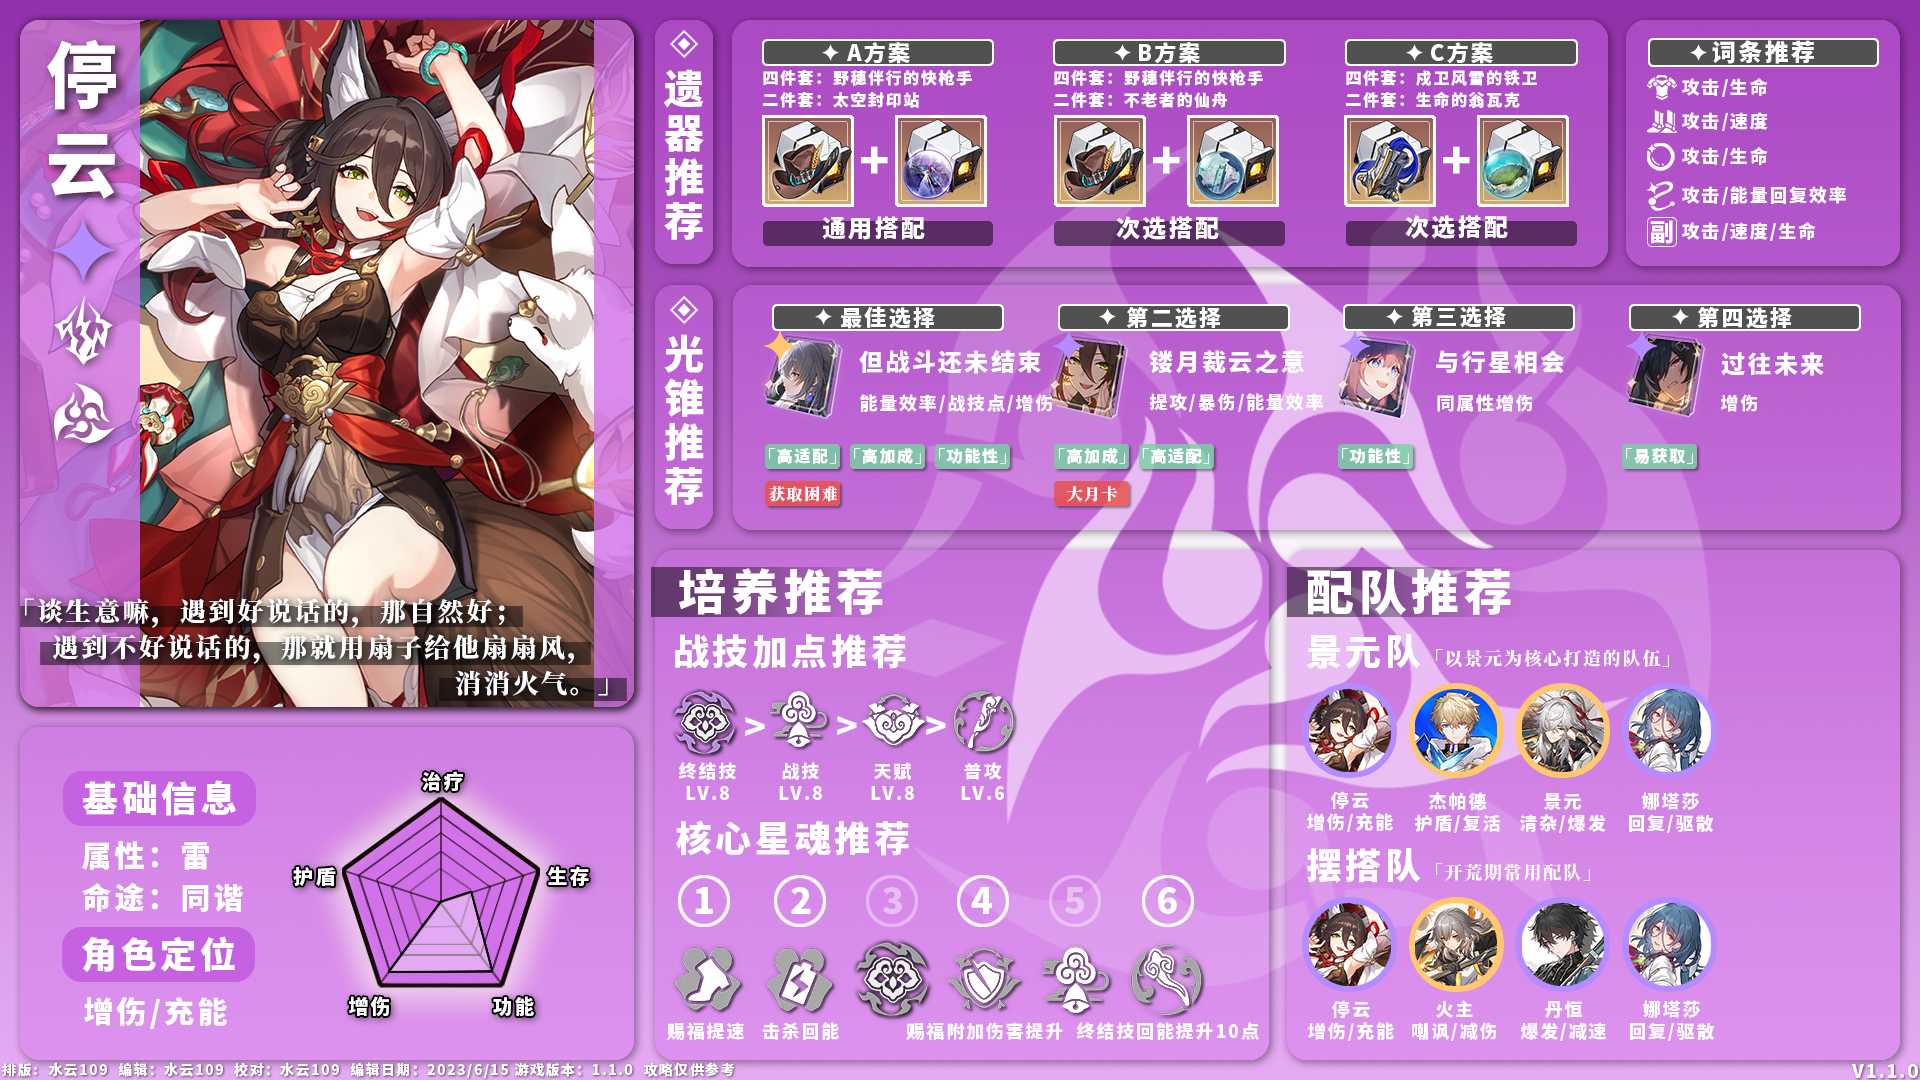 停云
「谈生意嘛，遇到好说话的，那自然好；
遇到不好说话的，那就用扇子给他扇扇风，
消消火气。」
基础信息
属性：雷
命途：同谐
角色定位
增伤/充能
治疗
护盾
生存
增伤
功能
遗器推荐
✦ A方案
四件套：野穗伴行的快枪手
二件套：太空封印站
+
通用搭配
✦ B方案
四件套：野穗伴行的快枪手
二件套：不老者的仙舟
+
次选搭配
✦ C方案
四件套：戍卫风雪的铁卫
二件套：生命的翁瓦克
+
次选搭配
✦词条推荐
攻击/生命
攻击/速度
攻击/生命
攻击/能量回复效率
副 攻击/速度/生命
光锥推荐
✦ 最佳选择
但战斗还未结束
能量效率/战技点/增伤
「高适配」 「高加成」 「功能性」
获取困难
✦ 第二选择
镂月裁云之意
提攻/暴伤/能量效率
「高加成」 「高适配」
大月卡
✦ 第三选择
与行星相会
同属性增伤
「功能性」
✦ 第四选择
过往未来
增伤
「易获取」
培养推荐
战技加点推荐
> > >
终结技 战技 天赋 普攻
LV.8 LV.8 LV.8 LV.6
核心星魂推荐
1 2 3 4 5 6
赐福提速 击杀回能 赐福附加伤害提升 终结技回能提升10点
配队推荐
景元队「以景元为核心打造的队伍」
停云 杰帕德 景元 娜塔莎
增伤/充能 护盾/复活 清杂/爆发 回复/驱散
摆搭队「开荒期常用配队」
停云 火主 丹恒 娜塔莎
增伤/充能 嘲讽/减伤 爆发/减速 回复/驱散
排版：水云109 编辑：水云109 校对：水云109 编辑日期：2023/6/15 游戏版本：1.1.0 攻略仅供参考
V1.1.0